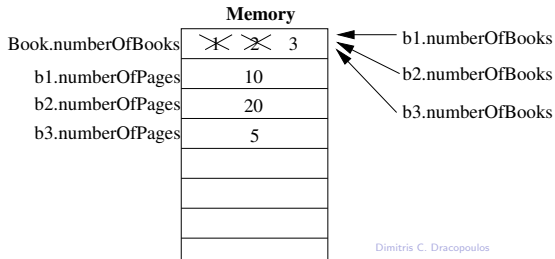 Memory
Book.numberOfBooks 1 2 3 b1.numberOfBooks
b1.numberOfPages 10 b2.numberOfBooks
b2.numberOfPages 20 b3.numberOfBooks
b3.numberOfPages 5
Dimitris C. Dracopoulos